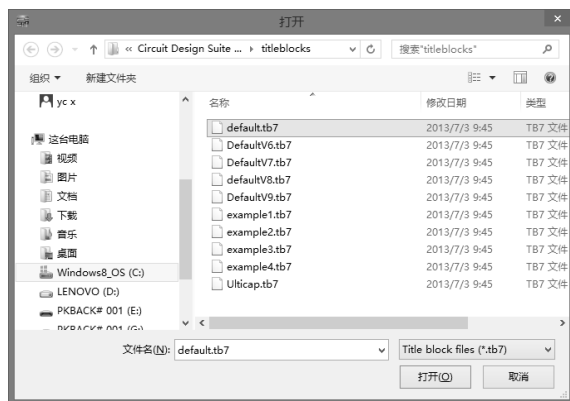 打开
« Circuit Design Suite ... ▸ titleblocks
搜索"titleblocks"
组织 新建文件夹
yc x
这台电脑
视频
图片
文档
下载
音乐
桌面
Windows8_OS (C:)
LENOVO (D:)
PKBACK# 001 (E:)
PKBACK# 001 (G:)
名称 修改日期 类型
default.tb7 2013/7/3 9:45 TB7 文件
DefaultV6.tb7 2013/7/3 9:45 TB7 文件
DefaultV7.tb7 2013/7/3 9:45 TB7 文件
defaultV8.tb7 2013/7/3 9:45 TB7 文件
DefaultV9.tb7 2013/7/3 9:45 TB7 文件
example1.tb7 2013/7/3 9:45 TB7 文件
example2.tb7 2013/7/3 9:45 TB7 文件
example3.tb7 2013/7/3 9:45 TB7 文件
example4.tb7 2013/7/3 9:45 TB7 文件
Ulticap.tb7 2013/7/3 9:45 TB7 文件
文件名(N): default.tb7 Title block files (*.tb7)
打开(O) 取消